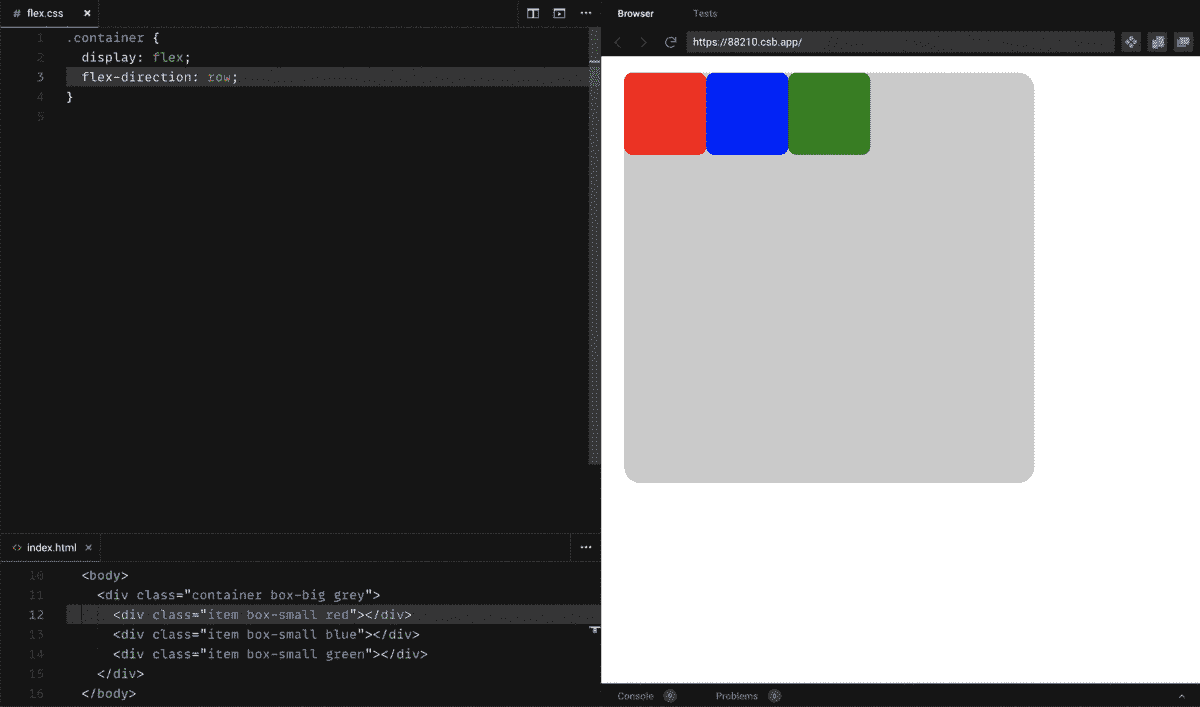 # flex.css ×
1 .container {
2 display: flex;
3 flex-direction: row;
4 }
5
<> index.html ×
10 <body>
11 <div class="container box-big grey">
12 <div class="item box-small red"></div>
13 <div class="item box-small blue"></div>
14 <div class="item box-small green"></div>
15 </div>
16 </body>
Browser Tests
https://88210.csb.app/
Console 0 Problems 0